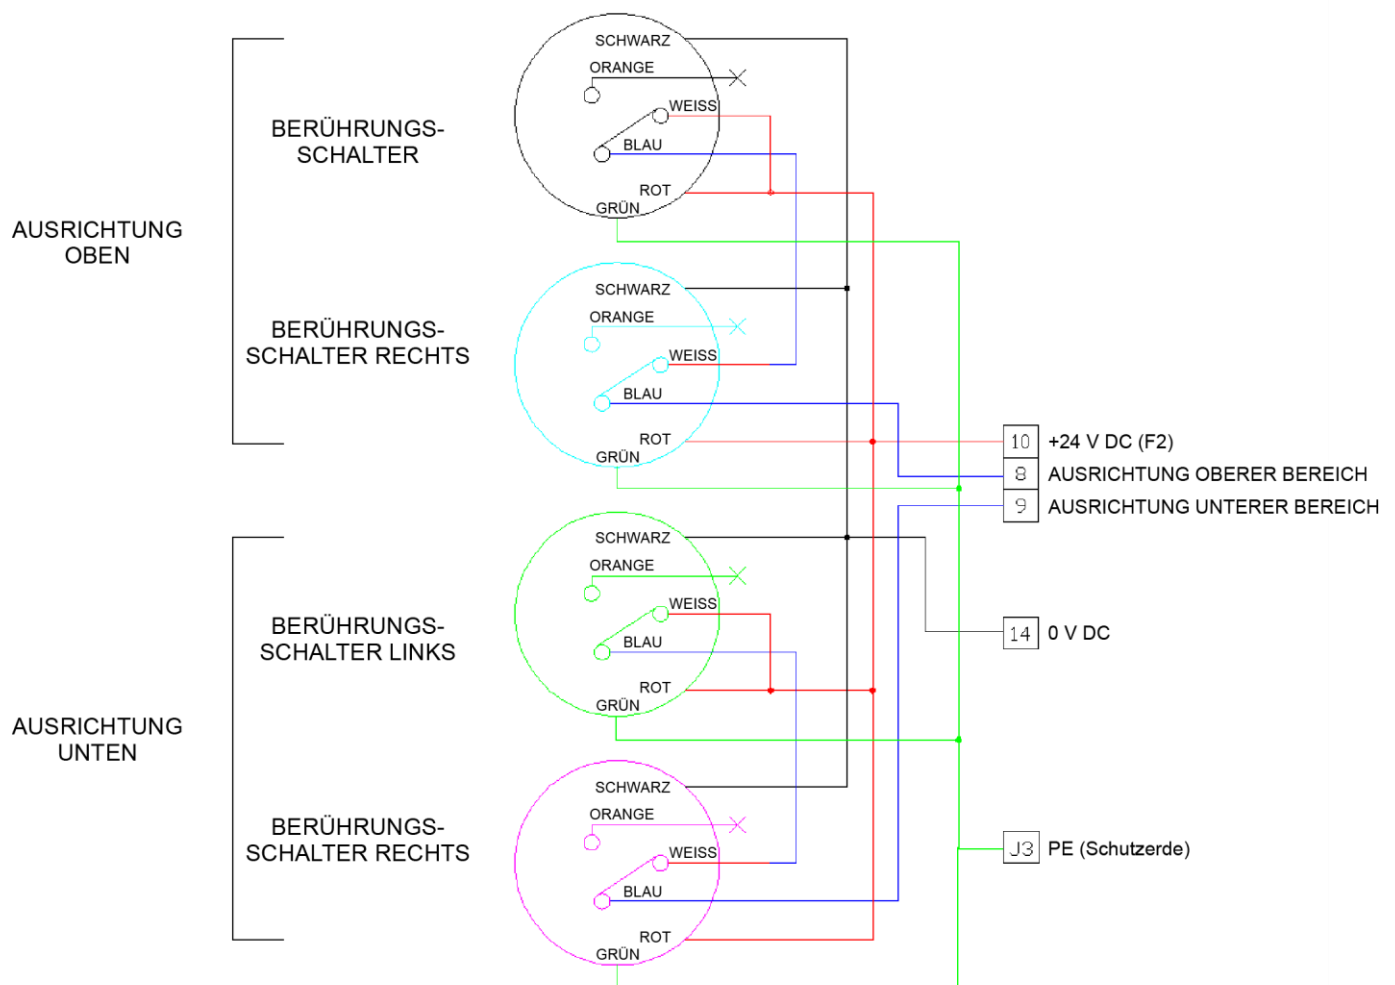 AUSRICHTUNG
OBEN
BERÜHRUNGS-
SCHALTER
SCHWARZ
ORANGE
WEISS
BLAU
ROT
GRÜN
BERÜHRUNGS-
SCHALTER RECHTS
SCHWARZ
ORANGE
WEISS
BLAU
ROT
GRÜN
10 +24 V DC (F2)
8 AUSRICHTUNG OBERER BEREICH
9 AUSRICHTUNG UNTERER BEREICH
AUSRICHTUNG
UNTEN
BERÜHRUNGS-
SCHALTER LINKS
SCHWARZ
ORANGE
WEISS
BLAU
ROT
GRÜN
14 0 V DC
BERÜHRUNGS-
SCHALTER RECHTS
SCHWARZ
ORANGE
WEISS
BLAU
ROT
GRÜN
J3 PE (Schutzerde)